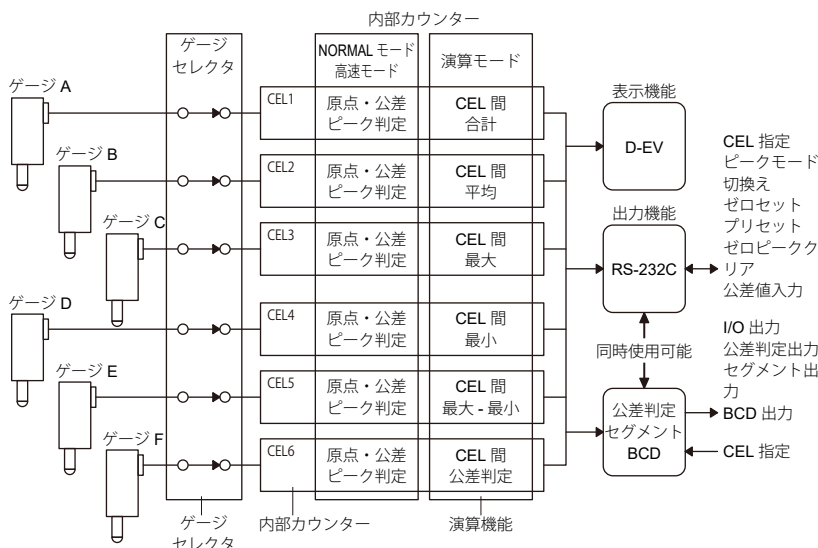 内部カウンター
ゲージ
セレクタ
NORMAL モード
高速モード
演算モード
ゲージ A
ゲージ B
ゲージ C
ゲージ D
ゲージ E
ゲージ F
CEL1
原点・公差
ピーク判定
CEL 間
合計
CEL2
原点・公差
ピーク判定
CEL 間
平均
CEL3
原点・公差
ピーク判定
CEL 間
最大
CEL4
原点・公差
ピーク判定
CEL 間
最小
CEL5
原点・公差
ピーク判定
CEL 間
最大 - 最小
CEL6
原点・公差
ピーク判定
CEL 間
公差判定
ゲージ
セレクタ
内部カウンター
演算機能
表示機能
D-EV
出力機能
RS-232C
同時使用可能
公差判定
セグメント
BCD
CEL 指定
ピークモード
切換え
ゼロセット
プリセット
ゼロピークク
リア
公差値入力
I/O 出力
公差判定出力
セグメント出
力
BCD 出力
CEL 指定